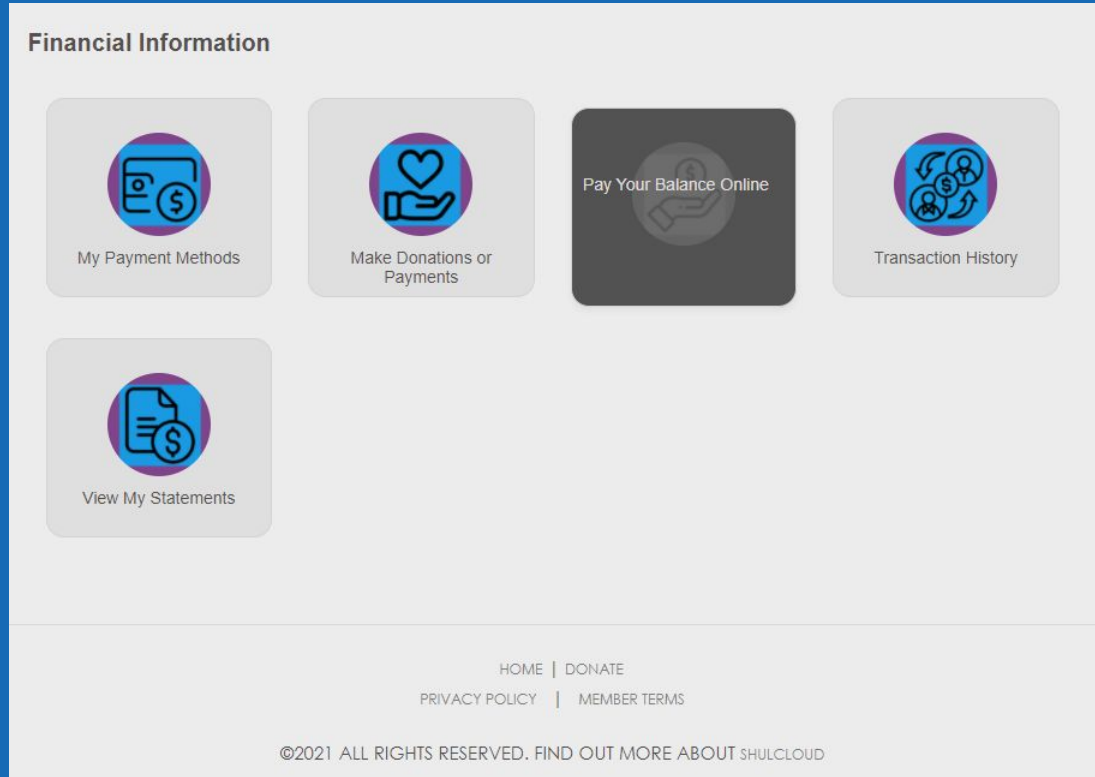 Financial Information
My Payment Methods
Make Donations or
Payments
Pay Your Balance Online
Transaction History
View My Statements
HOME | DONATE
PRIVACY POLICY | MEMBER TERMS
©2021 ALL RIGHTS RESERVED. FIND OUT MORE ABOUT SHULCLOUD